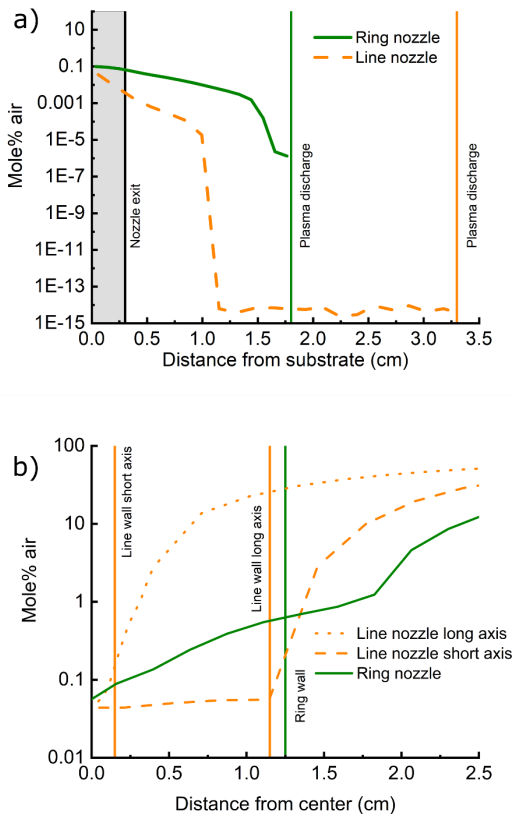 a)
Ring nozzle
Line nozzle
Mole% air
10
0.1
0.001
1E-5
1E-7
1E-9
1E-11
1E-13
1E-15
Nozzle exit
Plasma discharge
Plasma discharge
0.0 0.5 1.0 1.5 2.0 2.5 3.0 3.5
Distance from substrate (cm)
b)
Mole% air
100
10
1
0.1
0.01
Line wall short axis
Line wall long axis
Ring wall
Line nozzle long axis
Line nozzle short axis
Ring nozzle
0.0 0.5 1.0 1.5 2.0 2.5
Distance from center (cm)